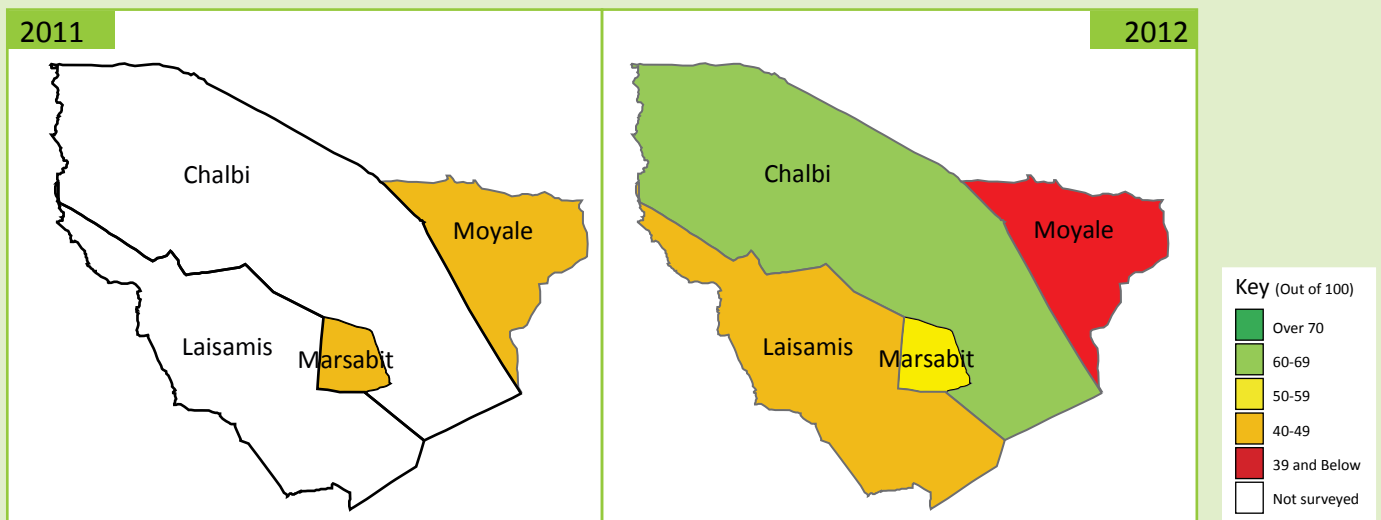 2011
Chalbi
Moyale
Laisamis
Marsabit
2012
Chalbi
Moyale
Laisamis
Marsabit
Key (Out of 100)
Over 70
60-69
50-59
40-49
39 and Below
Not surveyed